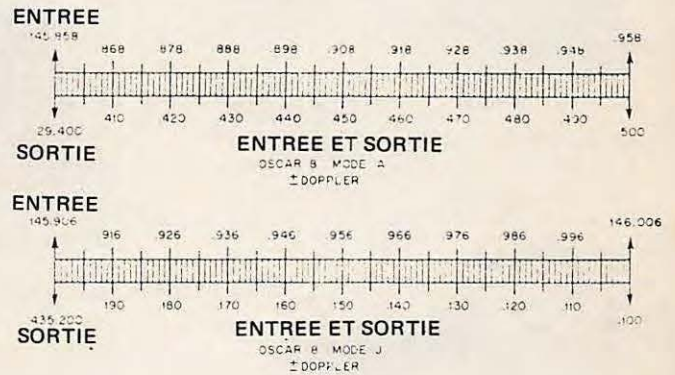 ENTREE
145.858 .868 .878 .888 .898 .908 .918 .928 .938 .948 .958
29.400 410 420 430 440 450 460 470 480 490 500
SORTIE
ENTREE ET SORTIE
OSCAR 8 MODE A
±DOPPLER
ENTREE
145.906 916 .926 .936 .946 .956 966 .976 .986 .996 146.006
435.200 .190 .180 .170 .160 .150 .140 .130 .120 .110 .100
SORTIE
ENTREE ET SORTIE
OSCAR 8 MODE J
±DOPPLER